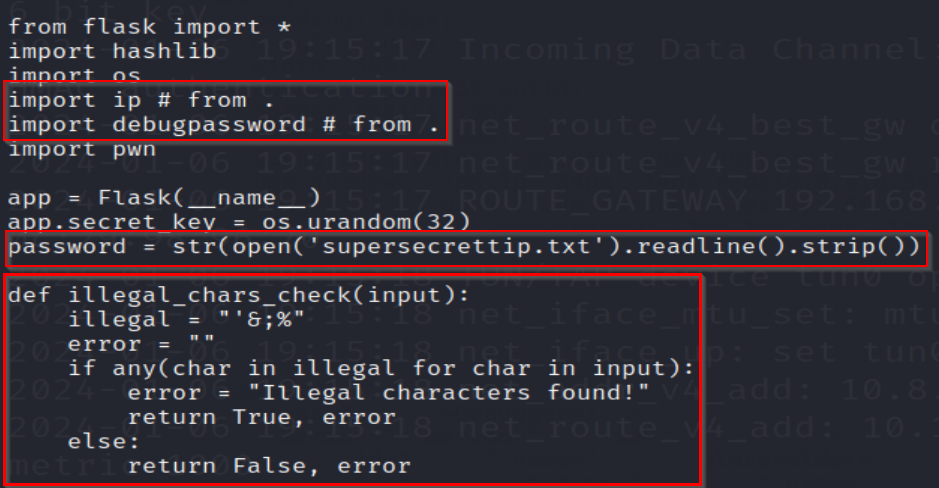 from flask import *
import hashlib
import os
import ip # from .
import debugpassword # from .
import pwn
app = Flask(__name__)
app.secret_key = os.urandom(32)
password = str(open('supersecrettip.txt').readline().strip())
def illegal_chars_check(input):
    illegal = "'&;%"
    error = ""
    if any(char in illegal for char in input):
        error = "Illegal characters found!"
        return True, error
    else:
        return False, error